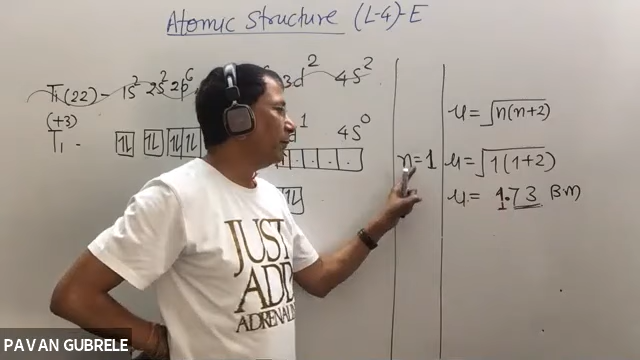 Atomic Structure (L-4)-E
Ti(22) - 1s² 2s² 2p⁶ 3d² 4s²
(+3)
Ti - 1 4s⁰
n=1
μ = √n(n+2)
μ = √1(1+2)
μ = 1.73 BM
JUST
ADD
ADRENALIN
PAVAN GUBRELE